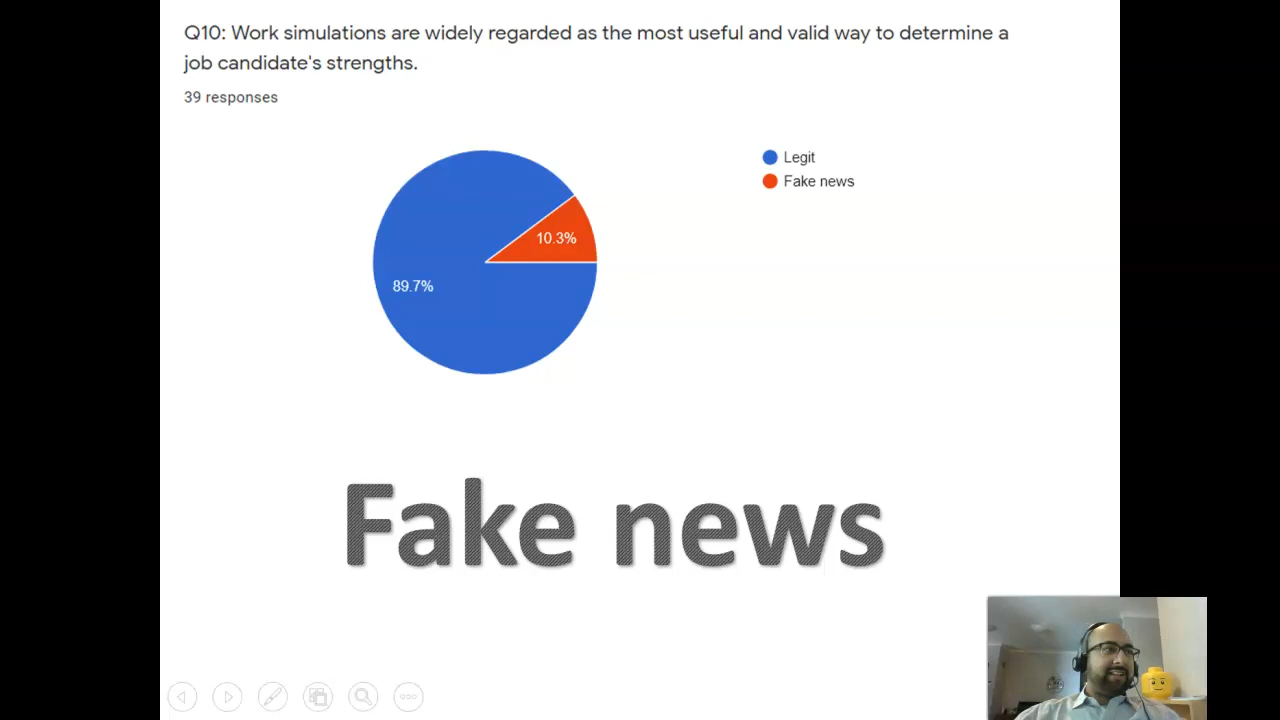 Q10: Work simulations are widely regarded as the most useful and valid way to determine a
job candidate's strengths.
39 responses
Legit
Fake news
10.3%
89.7%
Fake news